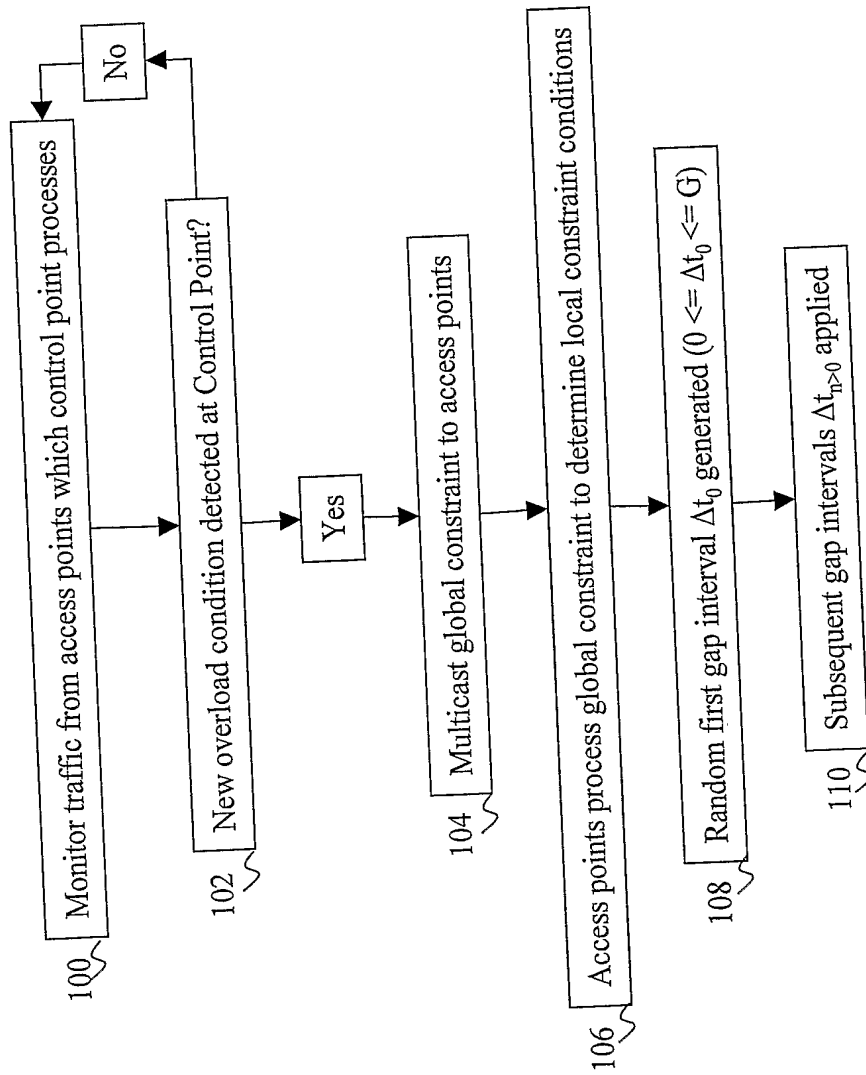 100 Monitor traffic from access points which control point processes
No
102 New overload condition detected at Control Point?
Yes
104 Multicast global constraint to access points
106 Access points process global constraint to determine local constraint conditions
108 Random first gap interval Δt₀ generated (0 <= Δt₀ <= G)
110 Subsequent gap intervals Δtₙ>₀ applied